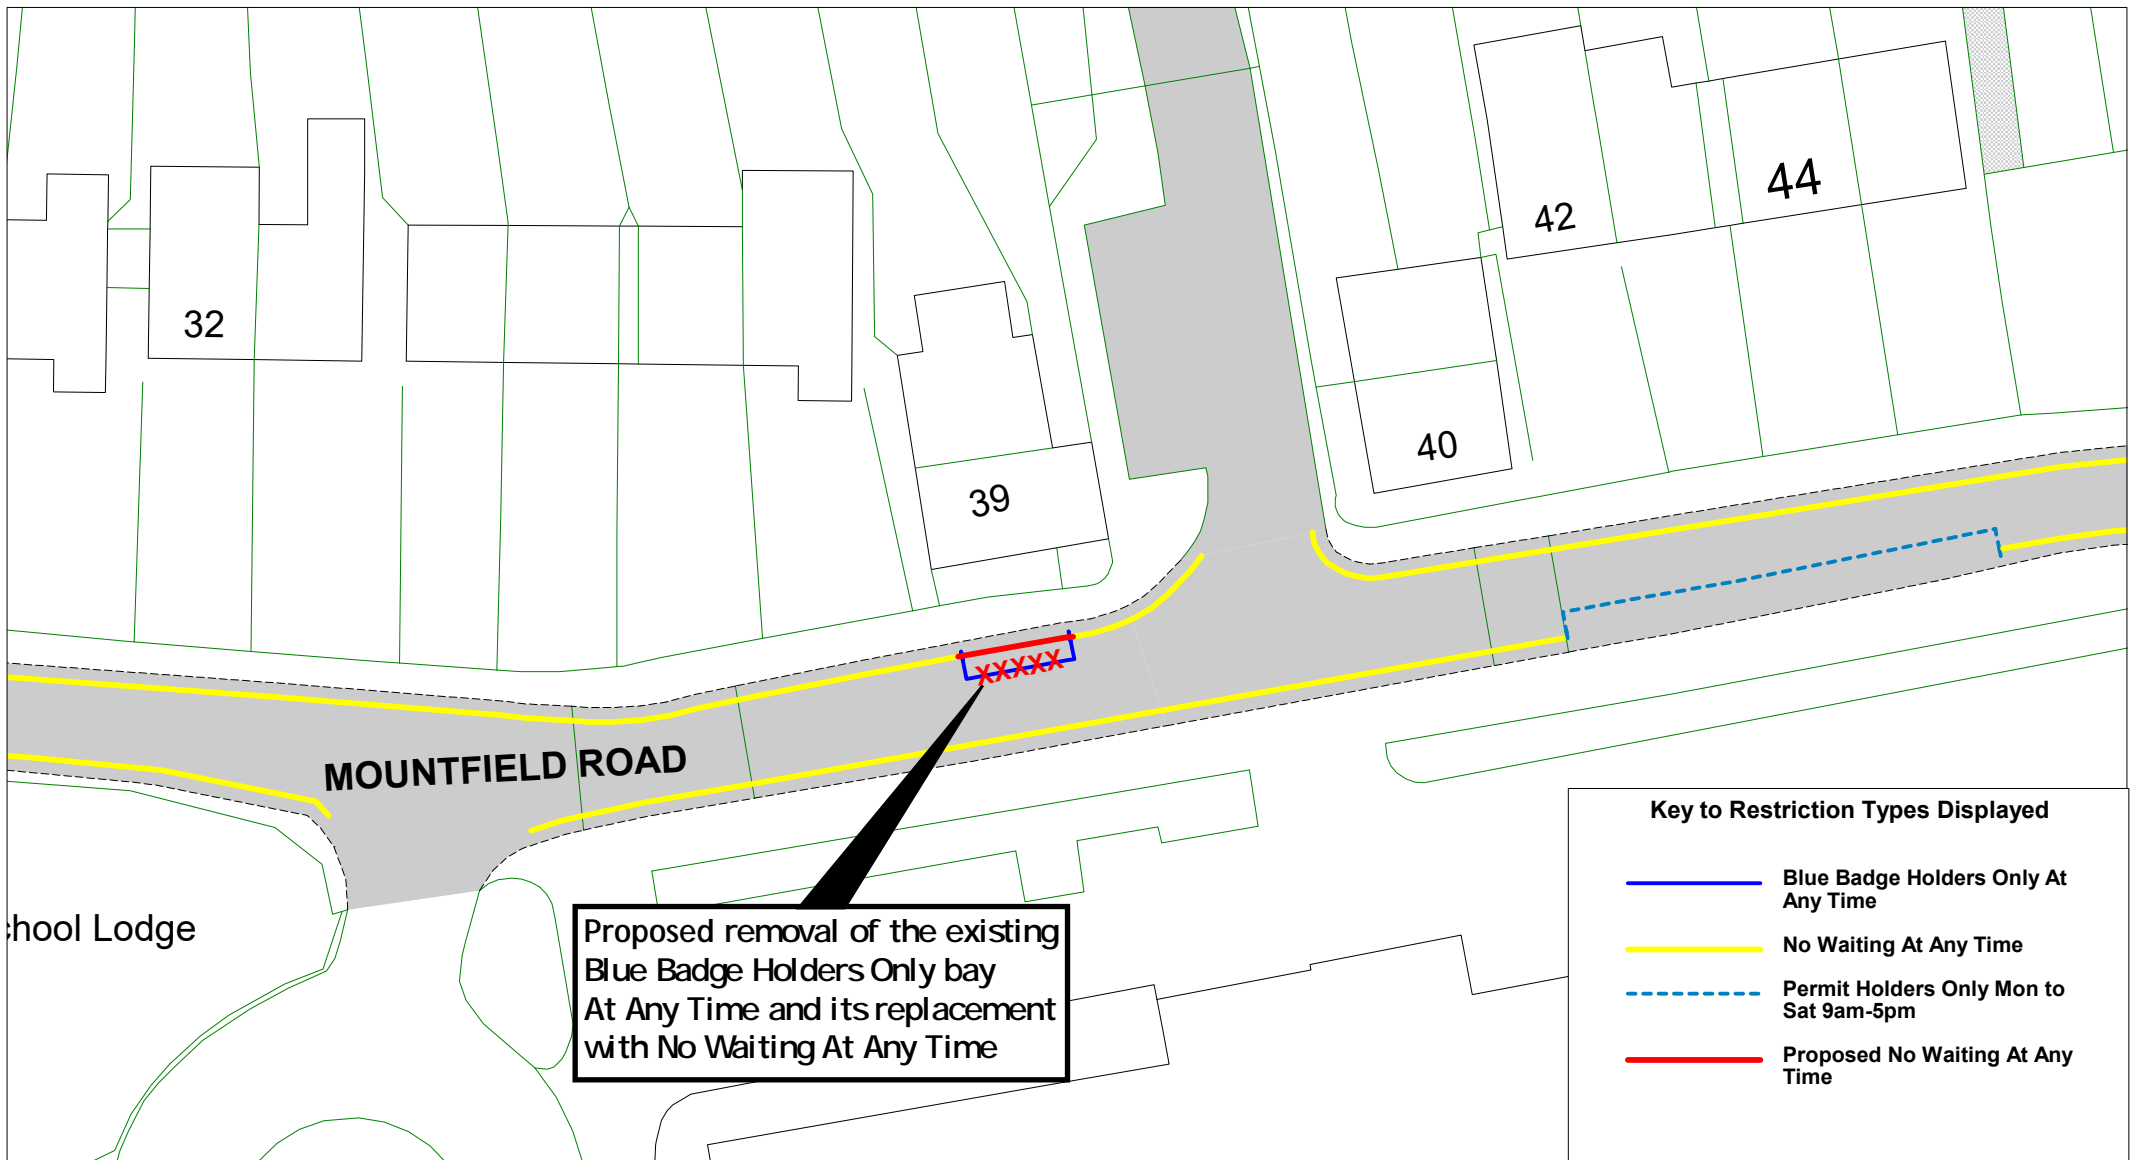 44
42
32
40
39
XXXXX
MOUNTFIELD ROAD
chool Lodge
Proposed removal of the existing
Blue Badge Holders Only bay
At Any Time and its replacement
with No Waiting At Any Time
Key to Restriction Types Displayed
Blue Badge Holders Only At
Any Time
No Waiting At Any Time
Permit Holders Only Mon to
Sat 9am-5pm
Proposed No Waiting At Any
Time